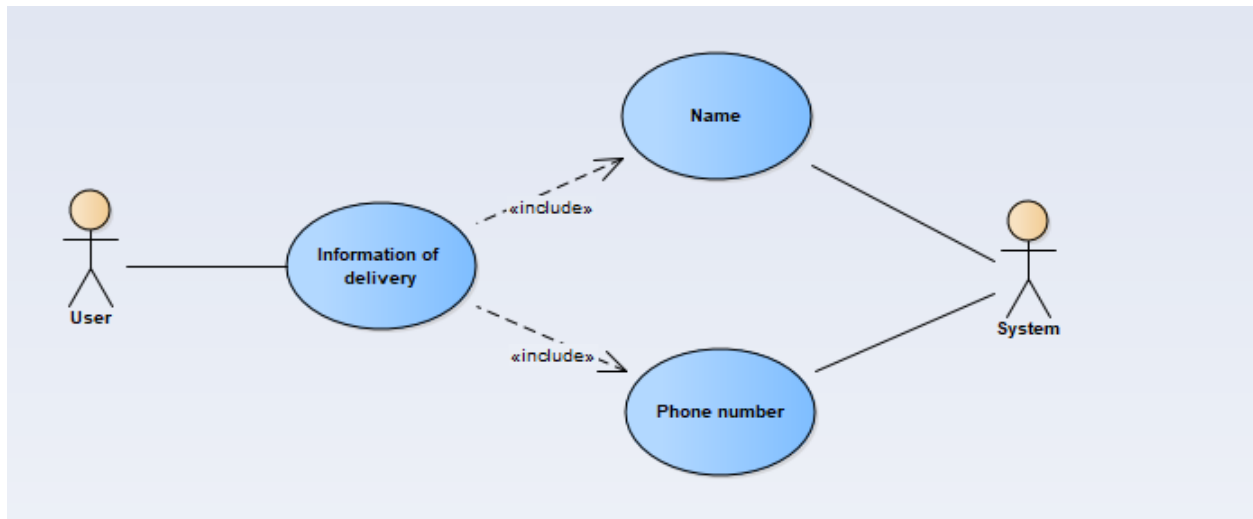 Name
«include»
Information of
delivery
User
System
«include»
Phone number